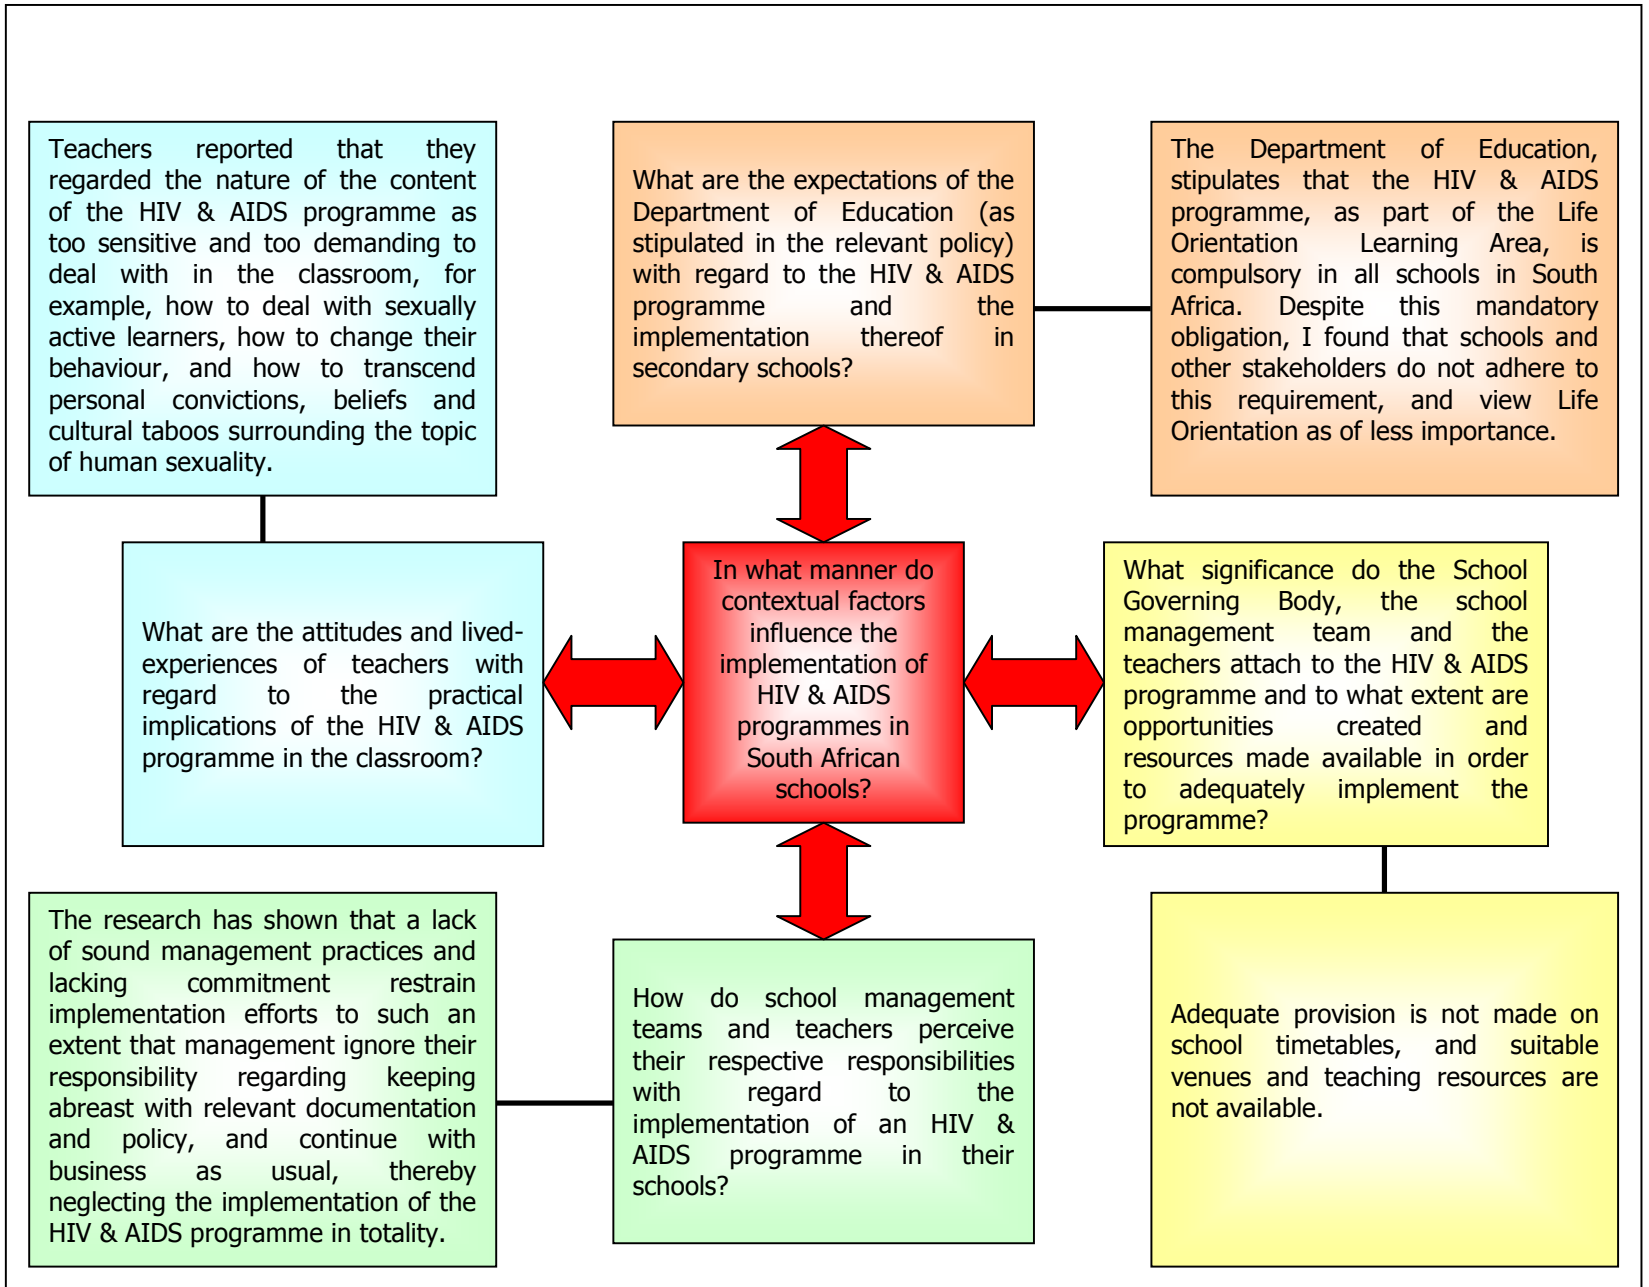 Teachers reported that they
regarded the nature of the content
of the HIV & AIDS programme as
too sensitive and too demanding to
deal with in the classroom, for
example, how to deal with sexually
active learners, how to change their
behaviour, and how to transcend
personal convictions, beliefs and
cultural taboos surrounding the topic
of human sexuality.
What are the expectations of the
Department of Education (as
stipulated in the relevant policy)
with regard to the HIV & AIDS
programme and the
implementation thereof in
secondary schools?
The Department of Education,
stipulates that the HIV & AIDS
programme, as part of the Life
Orientation Learning Area, is
compulsory in all schools in South
Africa. Despite this mandatory
obligation, I found that schools and
other stakeholders do not adhere to
this requirement, and view Life
Orientation as of less importance.
What are the attitudes and lived-
experiences of teachers with
regard to the practical
implications of the HIV & AIDS
programme in the classroom?
In what manner do
contextual factors
influence the
implementation of
HIV & AIDS
programmes in
South African
schools?
What significance do the School
Governing Body, the school
management team and the
teachers attach to the HIV & AIDS
programme and to what extent are
opportunities created and
resources made available in order
to adequately implement the
programme?
The research has shown that a lack
of sound management practices and
lacking commitment restrain
implementation efforts to such an
extent that management ignore their
responsibility regarding keeping
abreast with relevant documentation
and policy, and continue with
business as usual, thereby
neglecting the implementation of the
HIV & AIDS programme in totality.
How do school management
teams and teachers perceive
their respective responsibilities
with regard to the
implementation of an HIV &
AIDS programme in their
schools?
Adequate provision is not made on
school timetables, and suitable
venues and teaching resources are
not available.